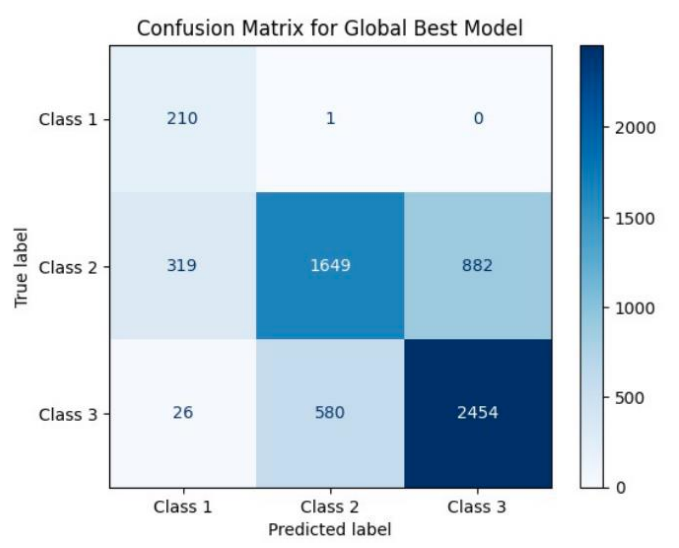 Confusion Matrix for Global Best Model
True label
Class 1
210
1
0
Class 2
319
1649
882
Class 3
26
580
2454
Class 1
Class 2
Class 3
Predicted label
2000
1500
1000
500
0